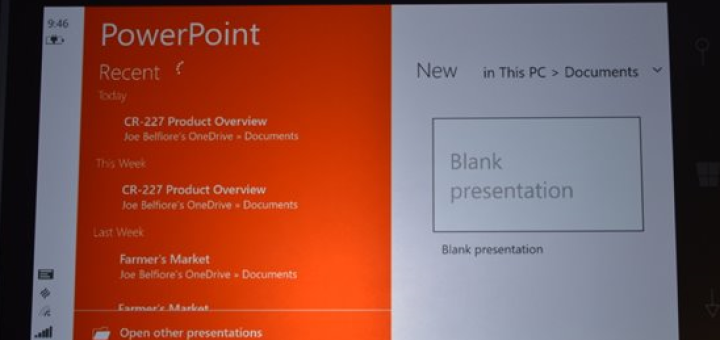 9:46
PowerPoint
Recent
Today
CR-227 Product Overview
Joe Belfiore's OneDrive » Documents
This Week
CR-227 Product Overview
Joe Belfiore's OneDrive » Documents
Last Week
Farmer's Market
Joe Belfiore's OneDrive » Documents
Farmer's Market
Open other presentations
New in This PC > Documents
Blank
presentation
Blank presentation